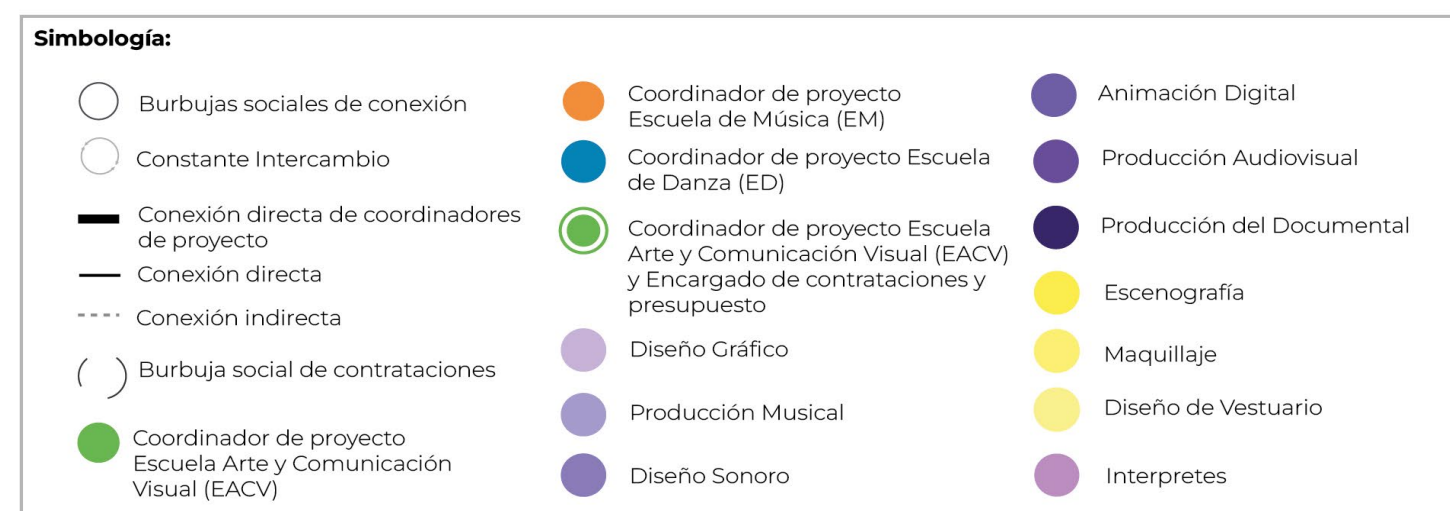 Simbología:
Burbujas sociales de conexión
Constante Intercambio
Conexión directa de coordinadores
de proyecto
Conexión directa
Conexión indirecta
Burbuja social de contrataciones
Coordinador de proyecto
Escuela Arte y Comunicación
Visual (EACV)
Coordinador de proyecto
Escuela de Música (EM)
Coordinador de proyecto Escuela
de Danza (ED)
Coordinador de proyecto Escuela
Arte y Comunicación Visual (EACV)
y Encargado de contrataciones y
presupuesto
Diseño Gráfico
Producción Musical
Diseño Sonoro
Animación Digital
Producción Audiovisual
Producción del Documental
Escenografía
Maquillaje
Diseño de Vestuario
Interpretes